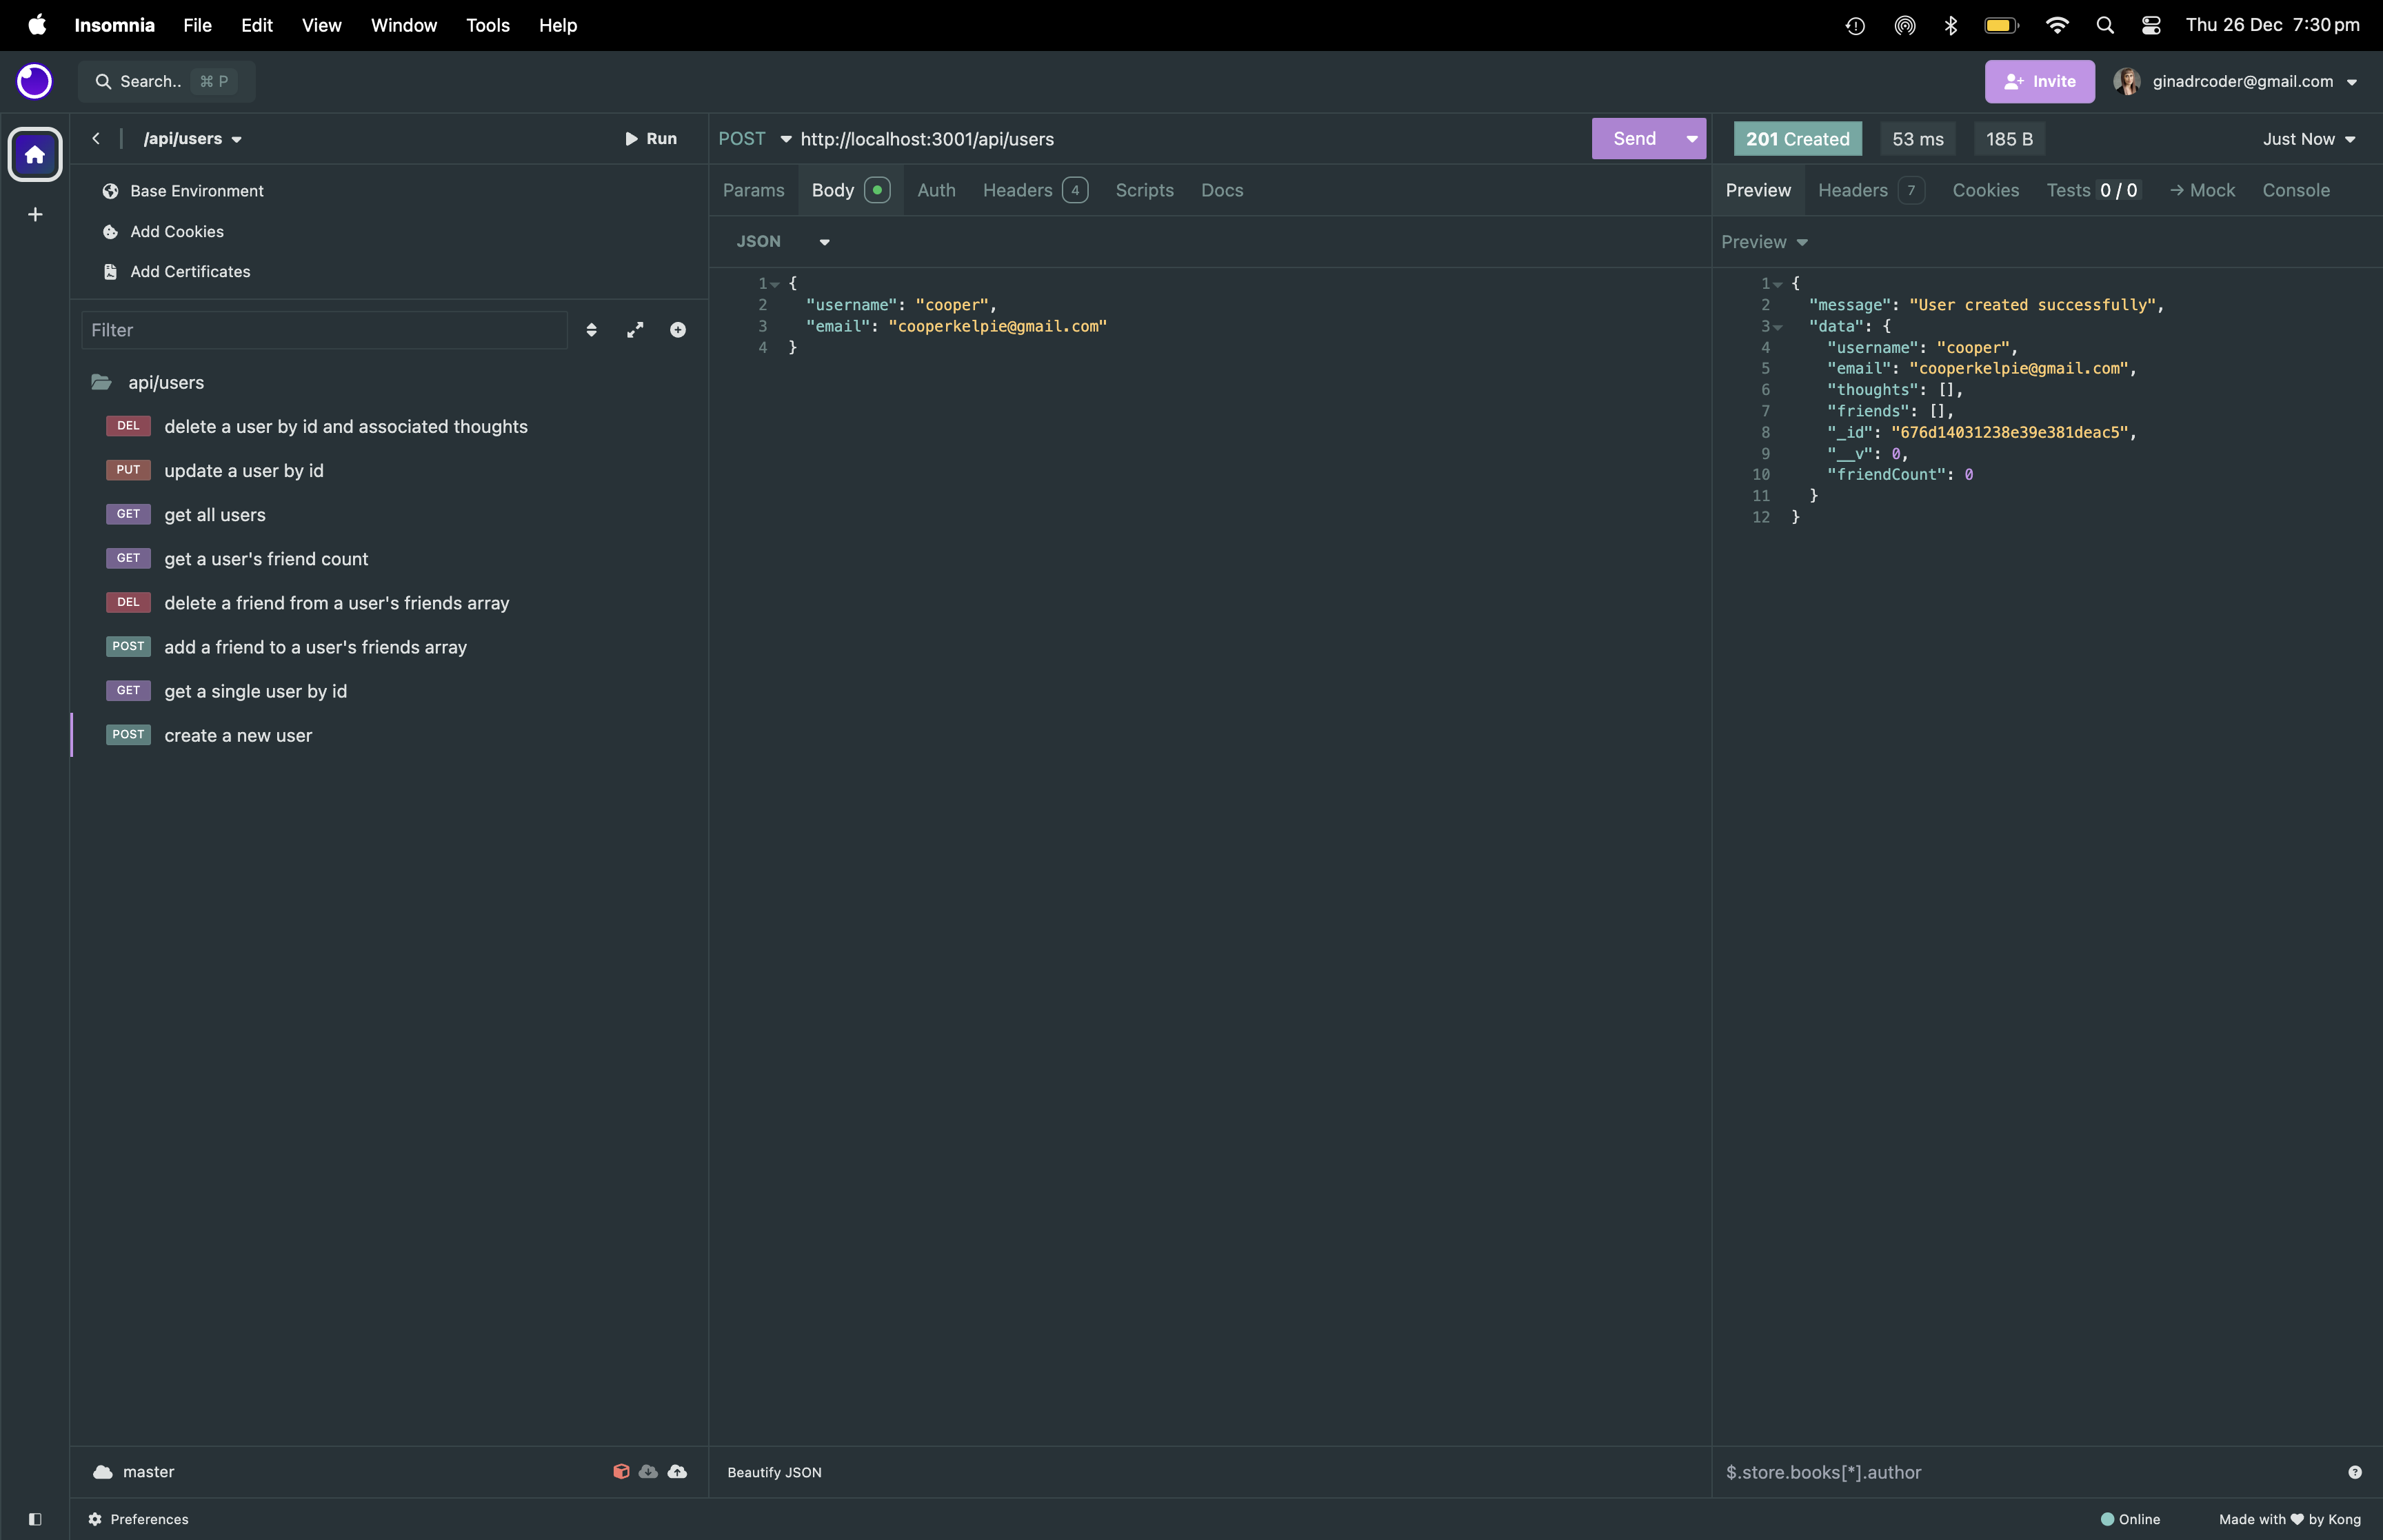 Insomnia File Edit View Window Tools Help Thu 26 Dec 7:30 pm
Search.. ⌘ P Invite ginadrcoder@gmail.com
/api/users Run
Base Environment
Add Cookies
Add Certificates
Filter
api/users
DEL delete a user by id and associated thoughts
PUT update a user by id
GET get all users
GET get a user's friend count
DEL delete a friend from a user's friends array
POST add a friend to a user's friends array
GET get a single user by id
POST create a new user
master
POST http://localhost:3001/api/users Send
Params Body Auth Headers 4 Scripts Docs
JSON
1 {
2 "username": "cooper",
3 "email": "cooperkelpie@gmail.com"
4 }
Beautify JSON
201 Created 53 ms 185 B Just Now
Preview Headers 7 Cookies Tests 0 / 0 → Mock Console
Preview
1 {
2 "message": "User created successfully",
3 "data": {
4 "username": "cooper",
5 "email": "cooperkelpie@gmail.com",
6 "thoughts": [],
7 "friends": [],
8 "_id": "676d14031238e39e381deac5",
9 "__v": 0,
10 "friendCount": 0
11 }
12 }
$.store.books[*].author
Preferences Online Made with ♥ by Kong